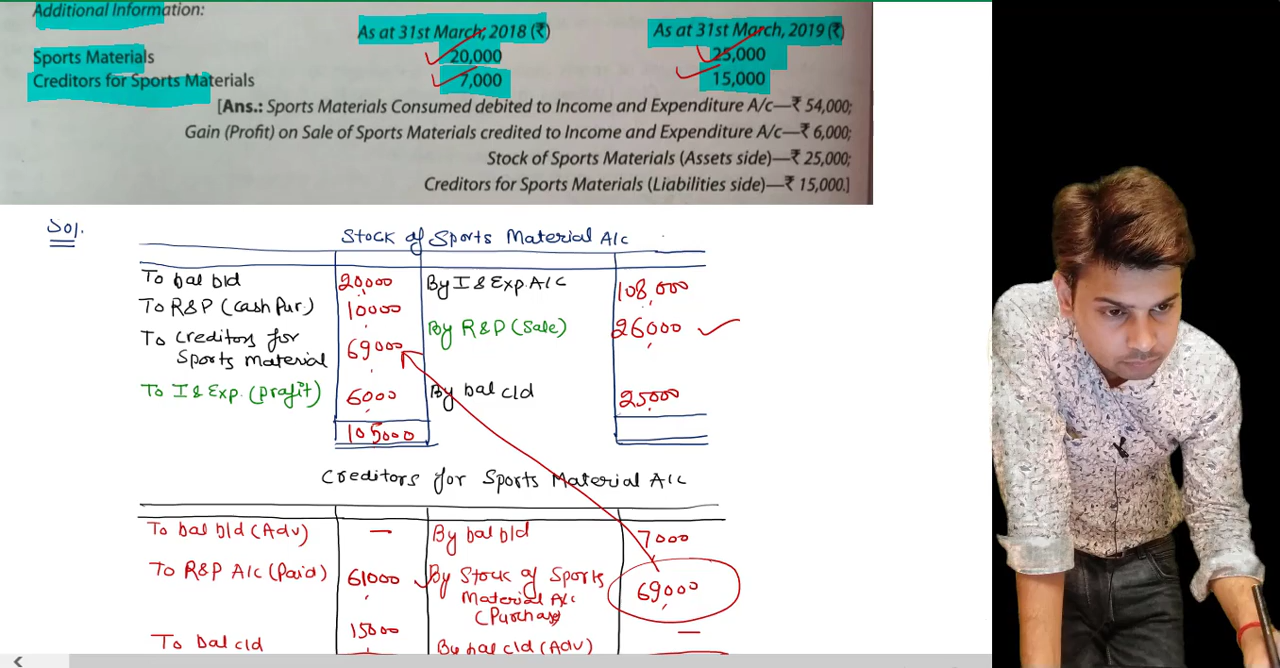 Additional Information:
As at 31st March, 2018 (₹) As at 31st March, 2019 (₹)
Sports Materials 20,000 25,000
Creditors for Sports Materials 7,000 15,000
[Ans.: Sports Materials Consumed debited to Income and Expenditure A/c—₹ 54,000;
Gain (Profit) on Sale of Sports Materials credited to Income and Expenditure A/c—₹ 6,000;
Stock of Sports Materials (Assets side)—₹ 25,000;
Creditors for Sports Materials (Liabilities side)—₹ 15,000.]
Sol.
Stock of Sports Material A/c
To bal b/d 20,000 By I & Exp. A/C 108,000
To R&P (cash Pur.) 10000
By R&P (Sale) 26000
To creditors for
Sports material 69000
To I & Exp. (profit) 6000 By bal c/d 25000
105000
Creditors for Sports Material A/c
To bal b/d (Adv) — By bal b/d 7000
To R&P A/c (Paid) 61000 By Stock of Sports
Material A/c 69000
(Purchase)
15000
To bal c/d By bal c/d (Adv) —